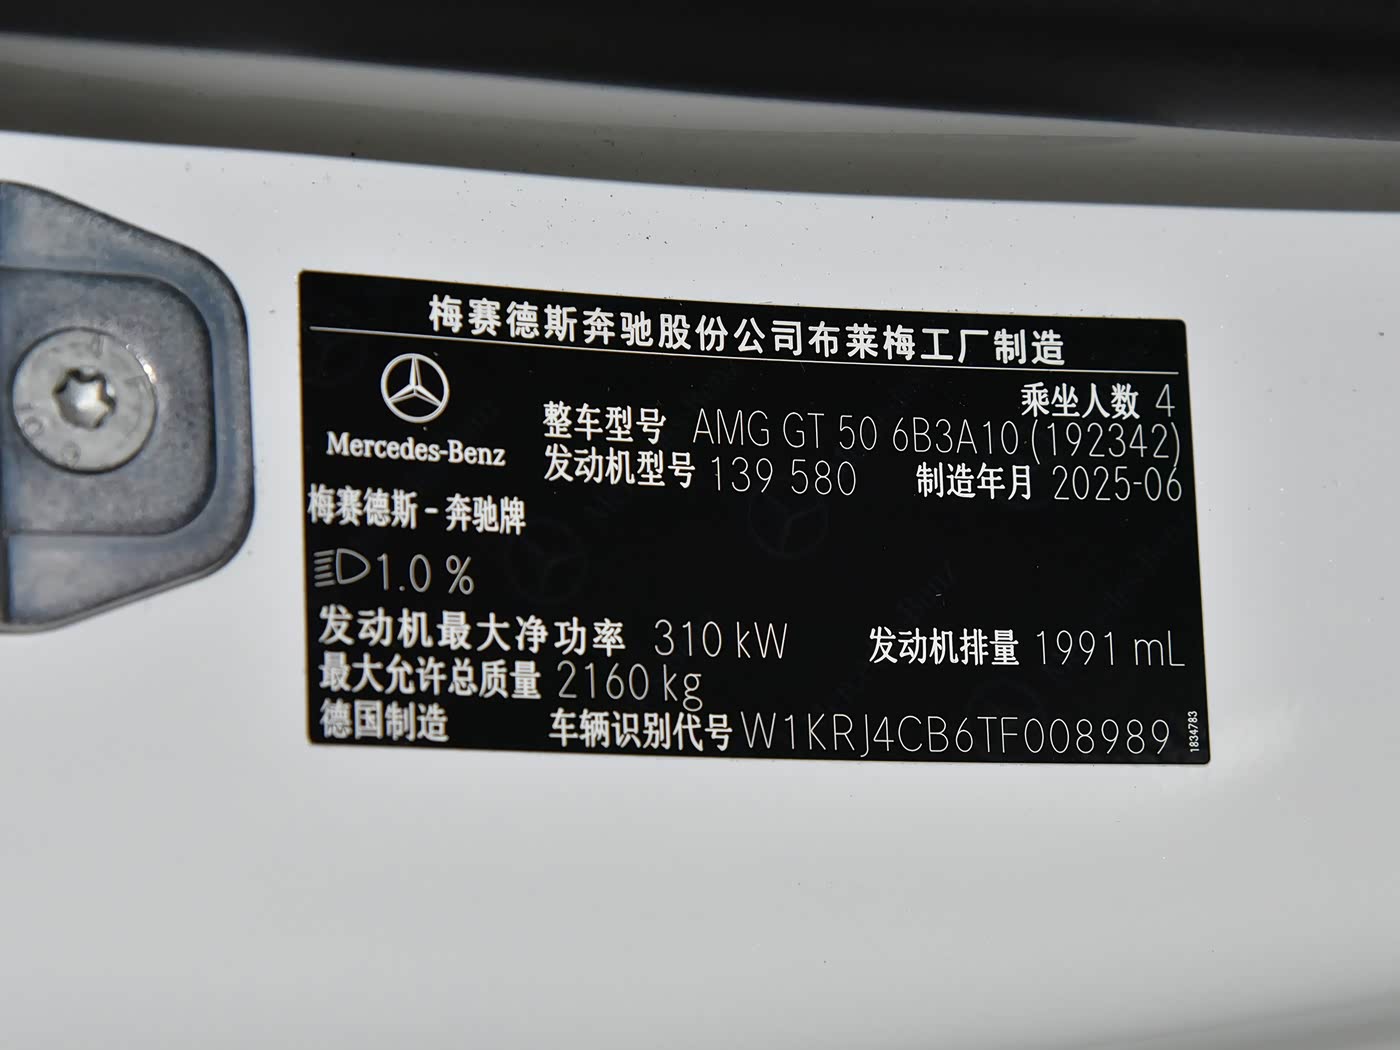 梅赛德斯奔驰股份公司布莱梅工厂制造
乘坐人数 4
Mercedes-Benz
整车型号 AMG GT 50 6B3A10 (192342)
发动机型号 139 580 制造年月 2025-06
梅赛德斯-奔驰牌
1.0 %
发动机最大净功率 310 kW 发动机排量 1991 mL
最大允许总质量 2160 kg
德国制造 车辆识别代号 W1KRJ4CB6TF008989
1834783